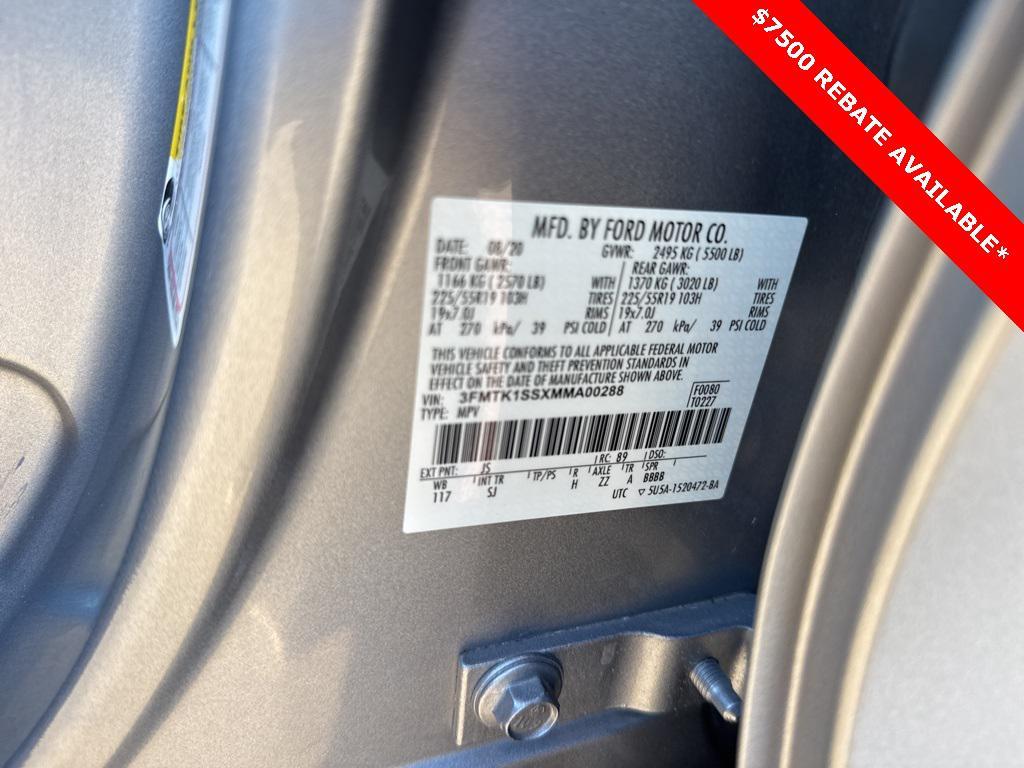 $7500 REBATE AVAILABLE*
MFD. BY FORD MOTOR CO.
DATE: 08/20 GVWR: 2495 KG ( 5500 LB)
FRONT GAWR: REAR GAWR:
1166 KG ( 2570 LB) WITH 1370 KG ( 3020 LB) WITH
225/55R19 103H TIRES 225/55R19 103H TIRES
19x7.0J RIMS 19x7.0J RIMS
AT 270 kPa/ 39 PSI COLD AT 270 kPa/ 39 PSI COLD
THIS VEHICLE CONFORMS TO ALL APPLICABLE FEDERAL MOTOR
VEHICLE SAFETY AND THEFT PREVENTION STANDARDS IN
EFFECT ON THE DATE OF MANUFACTURE SHOWN ABOVE.
VIN: 3FMTK1SSXMMA00288 F0080
TYPE: MPV T0227
EXT PNT: JS RC: 89 DSO:
WB INT TR TP/PS R AXLE TR SPR
117 SJ H ZZ A BBBB
UTC ▽ 5U5A-1520472-BA